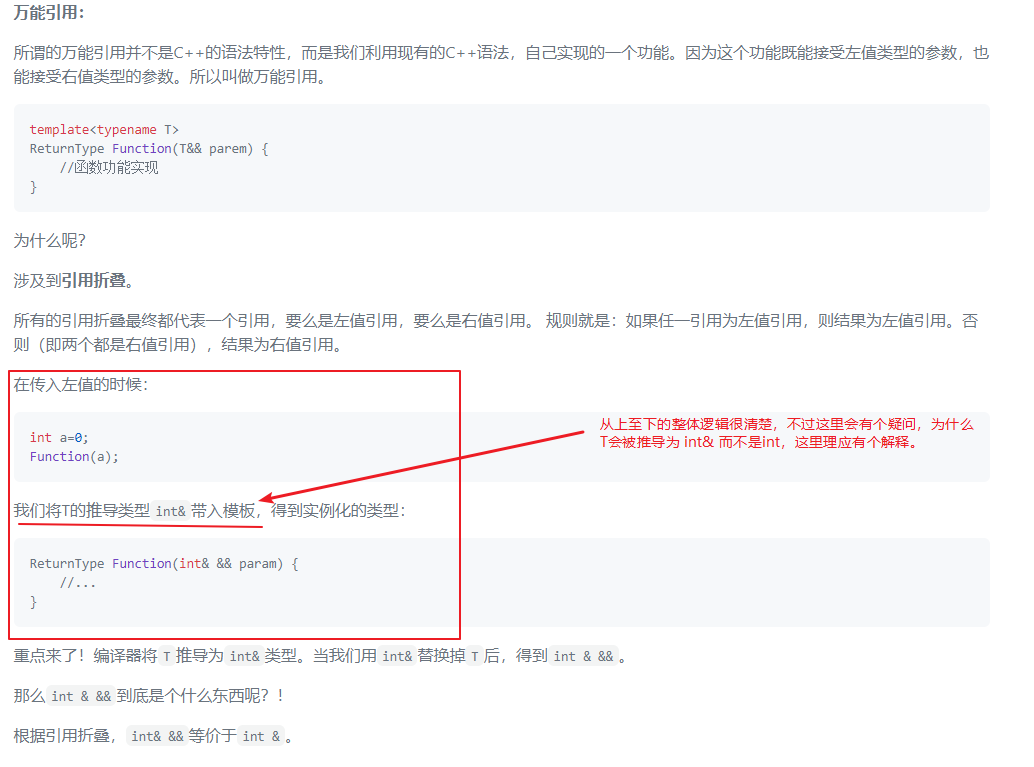 万能引用：
所谓的万能引用并不是C++的语法特性，而是我们利用现有的C++语法，自己实现的一个功能。因为这个功能既能接受左值类型的参数，也
能接受右值类型的参数。所以叫做万能引用。
template<typename T>
ReturnType Function(T&& parem) {
    //函数功能实现
}
为什么呢？
涉及到引用折叠。
所有的引用折叠最终都代表一个引用，要么是左值引用，要么是右值引用。 规则就是：如果任一引用为左值引用，则结果为左值引用。否
则（即两个都是右值引用），结果为右值引用。
在传入左值的时候：
int a=0;
Function(a);
从上至下的整体逻辑很清楚，不过这里会有个疑问，为什么
T会被推导为 int& 而不是int，这里理应有个解释。
我们将T的推导类型 int& 带入模板，得到实例化的类型：
ReturnType Function(int& && param) {
    //...
}
重点来了！编译器将 T 推导为 int& 类型。当我们用 int& 替换掉 T 后，得到 int & && 。
那么 int & && 到底是个什么东西呢？！
根据引用折叠， int& && 等价于 int & 。